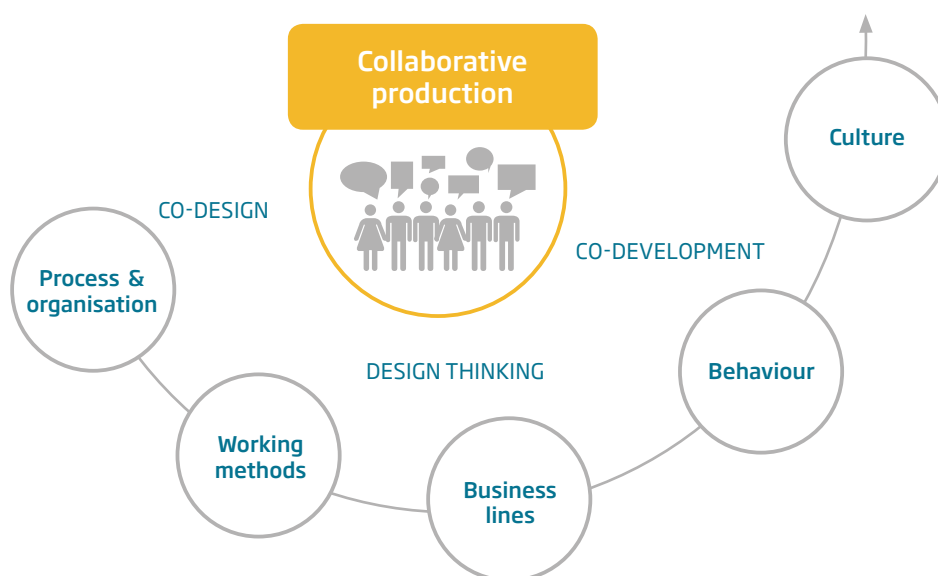 Collaborative
production
CO-DESIGN
CO-DEVELOPMENT
DESIGN THINKING
Process &
organisation
Working
methods
Business
lines
Behaviour
Culture